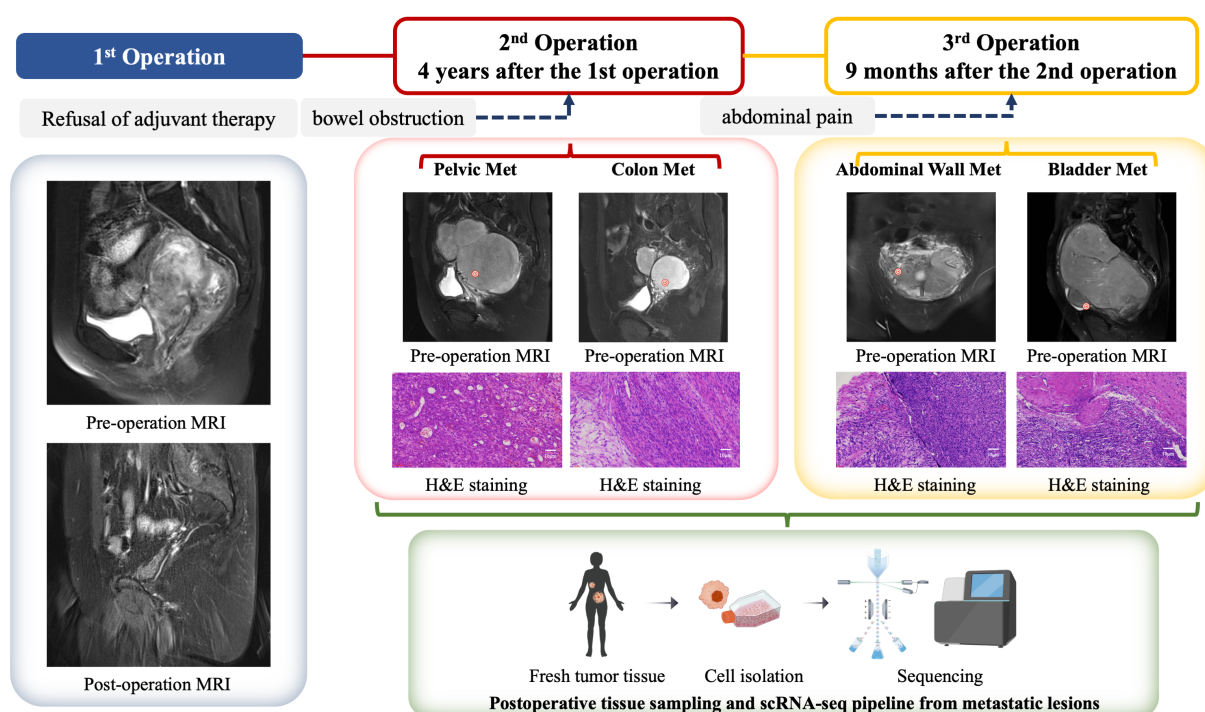 1st Operation
2nd Operation
4 years after the 1st operation
3rd Operation
9 months after the 2nd operation
Refusal of adjuvant therapy
bowel obstruction
abdominal pain
Pelvic Met
Colon Met
Abdominal Wall Met
Bladder Met
Pre-operation MRI
Pre-operation MRI
Pre-operation MRI
Pre-operation MRI
Pre-operation MRI
H&E staining
H&E staining
H&E staining
H&E staining
Post-operation MRI
Fresh tumor tissue
Cell isolation
Sequencing
Postoperative tissue sampling and scRNA-seq pipeline from metastatic lesions